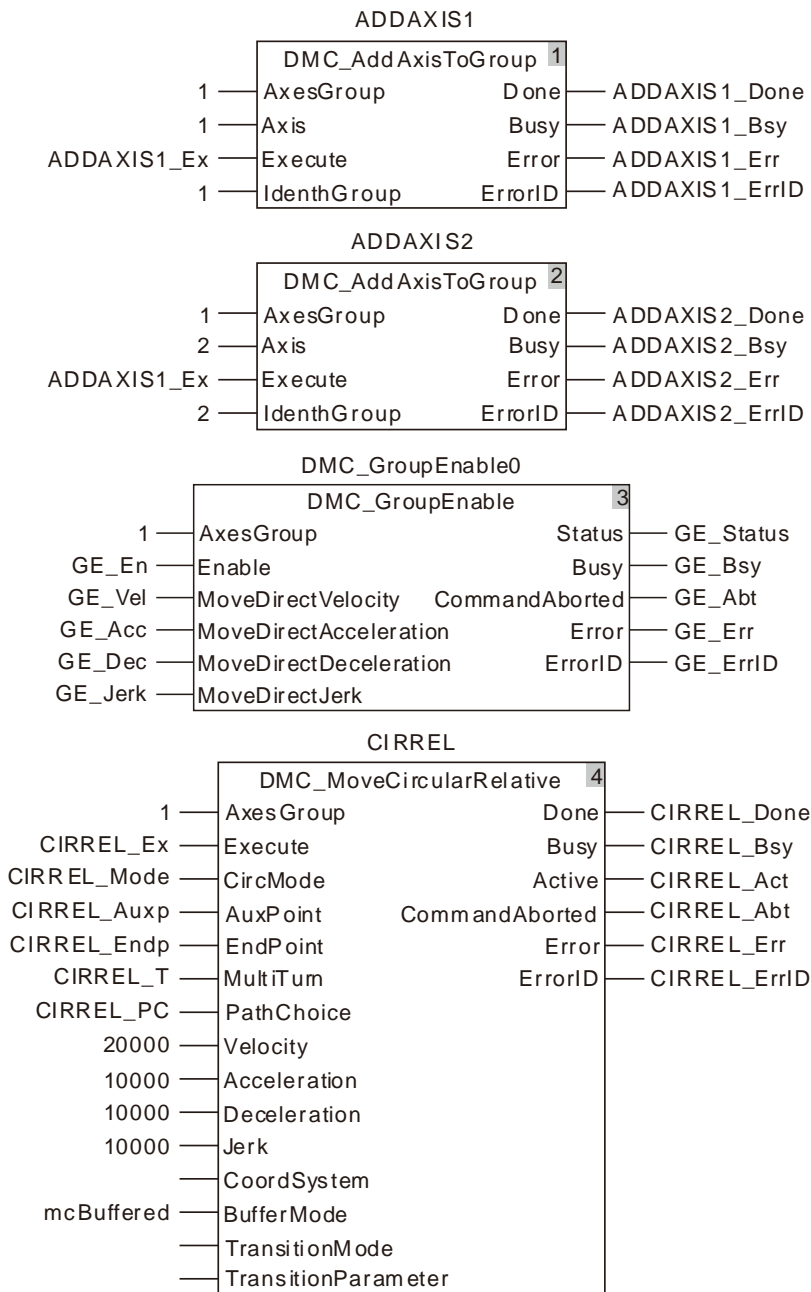 ADDAXIS1
DMC_AddAxisToGroup 1
1 AxesGroup Done ADDAXIS1_Done
1 Axis Busy ADDAXIS1_Bsy
ADDAXIS1_Ex Execute Error ADDAXIS1_Err
1 IdenthGroup ErrorID ADDAXIS1_ErrID
ADDAXIS2
DMC_AddAxisToGroup 2
1 AxesGroup Done ADDAXIS2_Done
2 Axis Busy ADDAXIS2_Bsy
ADDAXIS1_Ex Execute Error ADDAXIS2_Err
2 IdenthGroup ErrorID ADDAXIS2_ErrID
DMC_GroupEnable0
DMC_GroupEnable 3
1 AxesGroup Status GE_Status
GE_En Enable Busy GE_Bsy
GE_Vel MoveDirectVelocity CommandAborted GE_Abt
GE_Acc MoveDirectAcceleration Error GE_Err
GE_Dec MoveDirectDeceleration ErrorID GE_ErrID
GE_Jerk MoveDirectJerk
CIRREL
DMC_MoveCircularRelative 4
1 AxesGroup Done CIRREL_Done
CIRREL_Ex Execute Busy CIRREL_Bsy
CIRREL_Mode CircMode Active CIRREL_Act
CIRREL_Auxp AuxPoint CommandAborted CIRREL_Abt
CIRREL_Endp EndPoint Error CIRREL_Err
CIRREL_T MultiTurn ErrorID CIRREL_ErrID
CIRREL_PC PathChoice
20000 Velocity
10000 Acceleration
10000 Deceleration
10000 Jerk
CoordSystem
mcBuffered BufferMode
TransitionMode
TransitionParameter